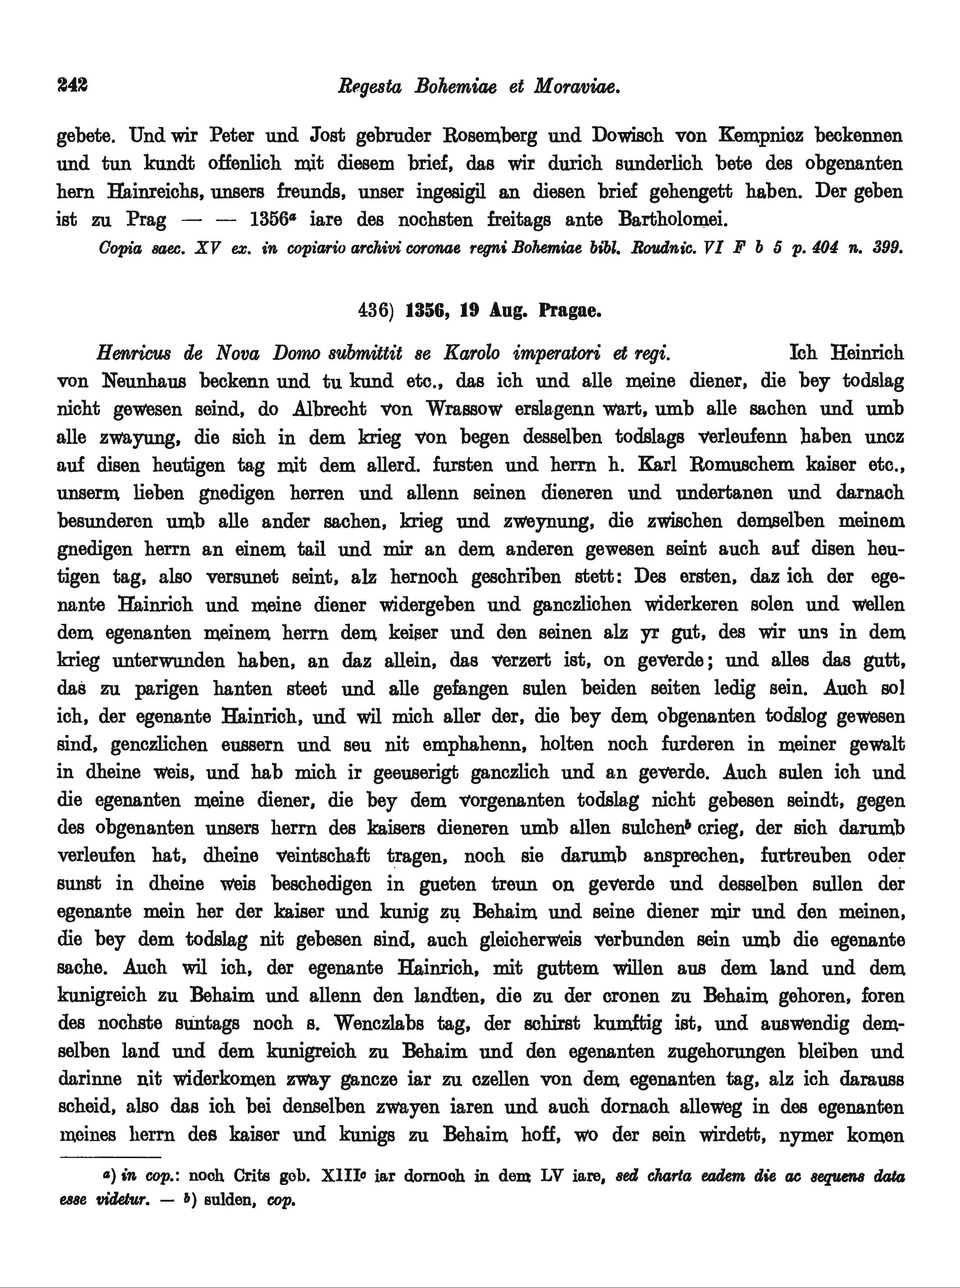 242 Regesta Bohemiae et Moraviae.
gebete. Und wir Peter und Jost gebruder Rosemberg und Dowisch von Kempnicz beckennen
und tun kundt offenlich mit diesem brief, das wir durich sunderlich bete des obgenanten
hern Hainreichs, unsers freunds, unser ingesigil an diesen brief gehengett haben. Der geben
ist zu Prag — — 1356ᵃ iare des nochsten freitags ante Bartholomei.
Copia saec. XV ex. in copiario archivi coronae regni Bohemiae bibl. Roudnic. VI F b 5 p. 404 n. 399.
436) 1356, 19 Aug. Pragae.
Henricus de Nova Domo submittit se Karolo imperatori et regi. Ich Heinrich
von Neunhaus beckenn und tu kund etc., das ich und alle meine diener, die bey todslag
nicht gewesen seind, do Albrecht von Wrassow erslagenn wart, umb alle sachen und umb
alle zwayung, die sich in dem krieg von begen desselben todslags verleufenn haben uncz
auf disen heutigen tag mit dem allerd. fursten und herrn h. Karl Romuschem kaiser etc.,
unserm lieben gnedigen herren und allenn seinen dieneren und undertanen und darnach
besunderen umb alle ander sachen, krieg und zweynung, die zwischen demselben meinem
gnedigen herrn an einem tail und mir an dem anderen gewesen seint auch auf disen heu-
tigen tag, also versunet seint, alz hernoch geschriben stett: Des ersten, daz ich der ege-
nante Hainrich und meine diener widergeben und ganczlichen widerkeren solen und wellen
dem egenanten meinem herrn dem keiser und den seinen alz yr gut, des wir uns in dem
krieg unterwunden haben, an daz allein, das verzert ist, on geverde; und alles das gutt,
das zu parigen hanten steet und alle gefangen sulen beiden seiten ledig sein. Auch sol
ich, der egenante Hainrich, und wil mich aller der, die bey dem obgenanten todslog gewesen
sind, genczlichen eussern und seu nit emphahenn, holten noch furderen in meiner gewalt
in dheine weis, und hab mich ir geeuserigt ganczlich und an geverde. Auch sulen ich und
die egenanten meine diener, die bey dem vorgenanten todslag nicht gebesen seindt, gegen
des obgenanten unsers herrn des kaisers dieneren umb allen sulchenᵇ crieg, der sich darumb
verleufen hat, dheine veintschaft tragen, noch sie darumb ansprechen, furtreuben oder
sunst in dheine weis beschedigen in gueten treun on geverde und desselben sullen der
egenante mein her der kaiser und kunig zu Behaim und seine diener mir und den meinen,
die bey dem todslag nit gebesen sind, auch gleicherweis verbunden sein umb die egenante
sache. Auch wil ich, der egenante Hainrich, mit guttem willen aus dem land und dem
kunigreich zu Behaim und allenn den landten, die zu der cronen zu Behaim gehoren, foren
des nochste suntags noch s. Wenczlabs tag, der schirst kumftig ist, und auswendig dem-
selben land und dem kunigreich zu Behaim und den egenanten zugehorungen bleiben und
darinne nit widerkomen zway gancze iar zu czellen von dem egenanten tag, alz ich darauss
scheid, also das ich bei denselben zwayen iaren und auch dornach alleweg in des egenanten
meines herrn des kaiser und kunigs zu Behaim hoff, wo der sein wirdett, nymer komen
a) in cop.: noch Crits geb. XIIIᶜ iar dornoch in dem LV iare, sed charta eadem die ac sequens data
esse videtur. — b) sulden, cop.